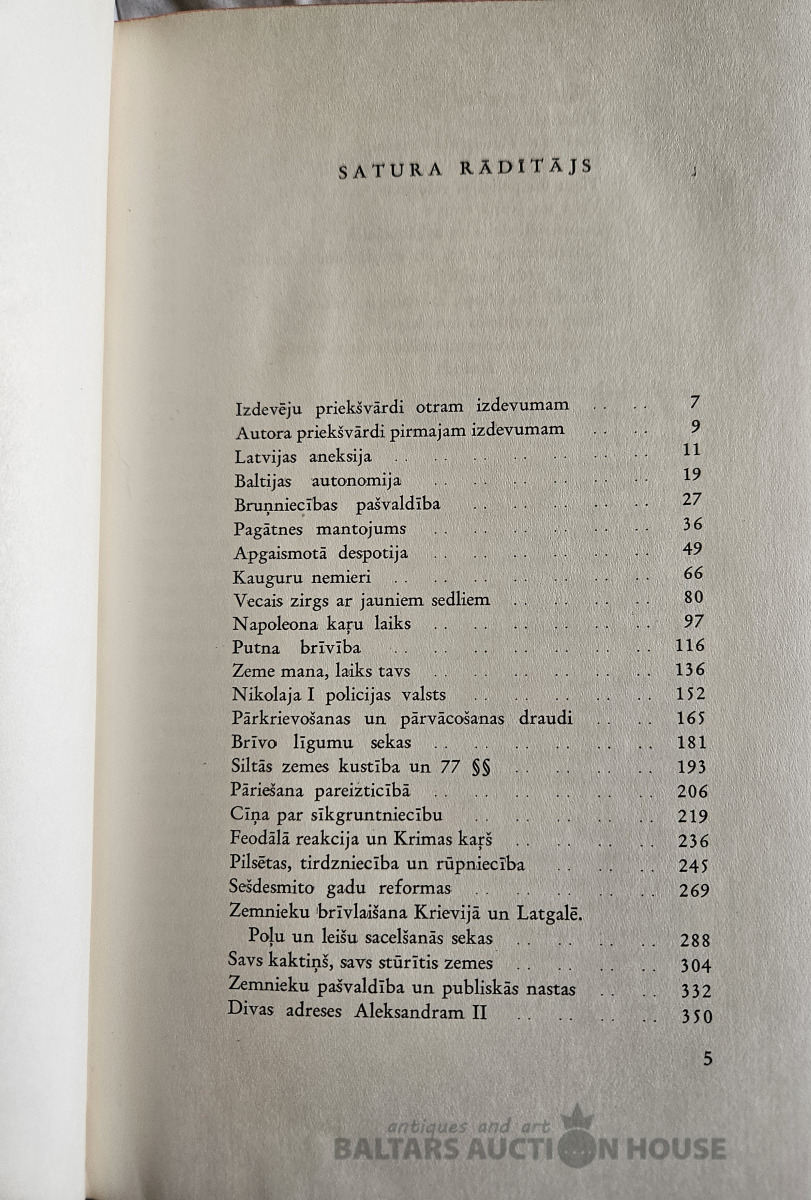 SATURA RĀDĪTĀJS
Izdevēju priekšvārdi otram izdevumam . . . . 7
Autora priekšvārdi pirmajam izdevumam . . . . 9
Latvijas aneksija . . . . . . . . . . . . 11
Baltijas autonomija . . . . . . . . . . 19
Bruņniecības pašvaldība . . . . . . . . 27
Pagātnes mantojums . . . . . . . . . . 36
Apgaismotā despotija . . . . . . . . . . 49
Kauguru nemieri . . . . . . . . . . . . 66
Vecais zirgs ar jauniem sedliem . . . . . . 80
Napoleona kaŗu laiks . . . . . . . . . . 97
Putna brīvība . . . . . . . . . . . . 116
Zeme mana, laiks tavs . . . . . . . . . . 136
Nikolaja I policijas valsts . . . . . . . . 152
Pārkrievošanas un pārvācošanas draudi . . . . 165
Brīvo līgumu sekas . . . . . . . . . . 181
Siltās zemes kustība un 77 §§ . . . . . . 193
Pāriešana pareizticībā . . . . . . . . . . 206
Cīņa par sīkgruntniecību . . . . . . . . 219
Feodālā reakcija un Krimas kaŗš . . . . . . 236
Pilsētas, tirdzniecība un rūpniecība . . . . . 245
Sešdesmito gadu reformas . . . . . . . . 269
Zemnieku brīvlaišana Krievijā un Latgalē.
Poļu un leišu sacelšanās sekas . . . . . . 288
Savs kaktiņš, savs stūrītis zemes . . . . . . 304
Zemnieku pašvaldība un publiskās nastas . . . . 332
Divas adreses Aleksandram II . . . . . . 350
5
antiques and art
BALTARS AUCTION HOUSE